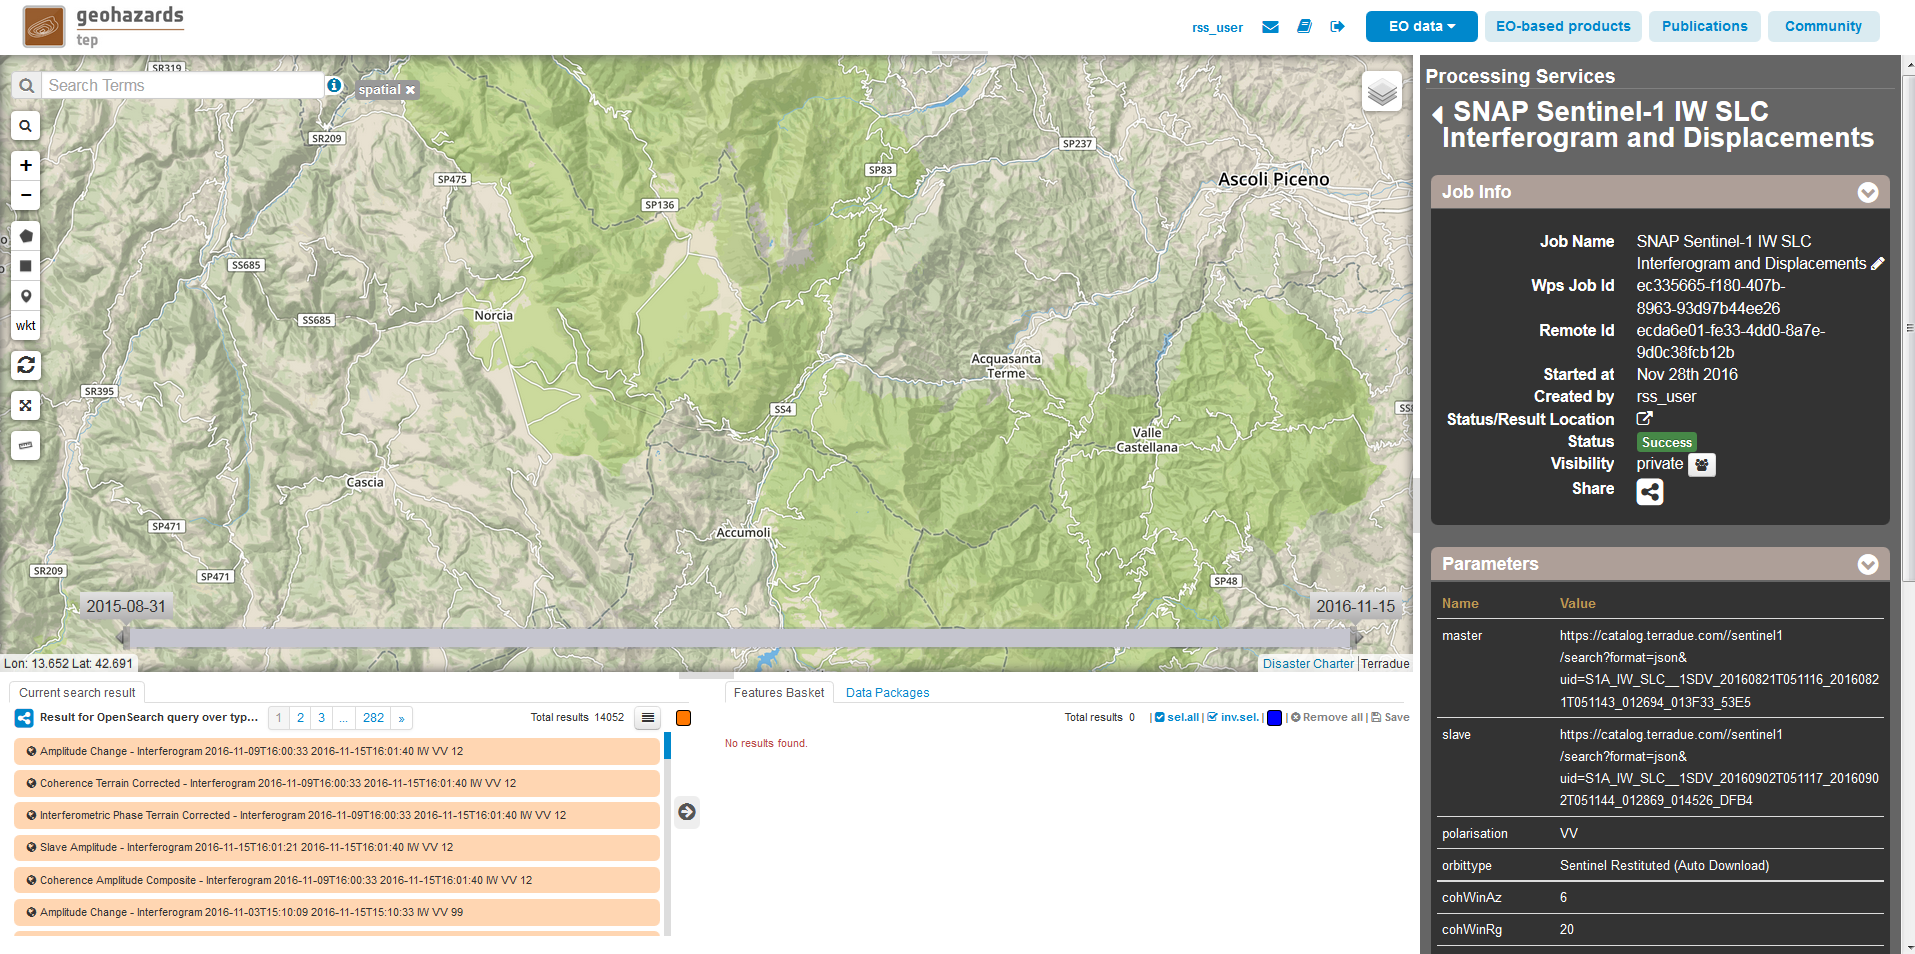 geohazards
tep
rss_user
EO data
EO-based products
Publications
Community
Search Terms
spatial
wkt
SR319
SR209
SP475
SP136
SP83
SP237
Ascoli Piceno
SS685
SS685
Norcia
Acquasanta
Terme
SR395
SS4
Valle
Castellana
Cascia
SP471
Accumoli
SR209
SP471
SP48
2015-08-31
2016-11-15
Lon: 13.652 Lat: 42.691
Disaster Charter | Terradue
Current search result
Result for OpenSearch query over typ...
1 2 3 ... 282 »
Total results 14052
Amplitude Change - Interferogram 2016-11-09T16:00:33 2016-11-15T16:01:40 IW VV 12
Coherence Terrain Corrected - Interferogram 2016-11-09T16:00:33 2016-11-15T16:01:40 IW VV 12
Interferometric Phase Terrain Corrected - Interferogram 2016-11-09T16:00:33 2016-11-15T16:01:40 IW VV 12
Slave Amplitude - Interferogram 2016-11-15T16:01:21 2016-11-15T16:01:40 IW VV 12
Coherence Amplitude Composite - Interferogram 2016-11-09T16:00:33 2016-11-15T16:01:40 IW VV 12
Amplitude Change - Interferogram 2016-11-03T15:10:09 2016-11-15T15:10:33 IW VV 99
Features Basket
Data Packages
Total results 0 | sel.all | inv.sel. | | Remove all | Save
No results found.
Processing Services
SNAP Sentinel-1 IW SLC
Interferogram and Displacements
Job Info
Job Name SNAP Sentinel-1 IW SLC
Interferogram and Displacements
Wps Job Id ec335665-f180-407b-
8963-93d97b44ee26
Remote Id ecda6e01-fe33-4dd0-8a7e-
9d0c38fcb12b
Started at Nov 28th 2016
Created by rss_user
Status/Result Location
Status Success
Visibility private
Share
Parameters
Name Value
master https://catalog.terradue.com//sentinel1
/search?format=json&
uid=S1A_IW_SLC__1SDV_20160821T051116_2016082
1T051143_012694_013F33_53E5
slave https://catalog.terradue.com//sentinel1
/search?format=json&
uid=S1A_IW_SLC__1SDV_20160902T051117_2016090
2T051144_012869_014526_DFB4
polarisation VV
orbittype Sentinel Restituted (Auto Download)
cohWinAz 6
cohWinRg 20